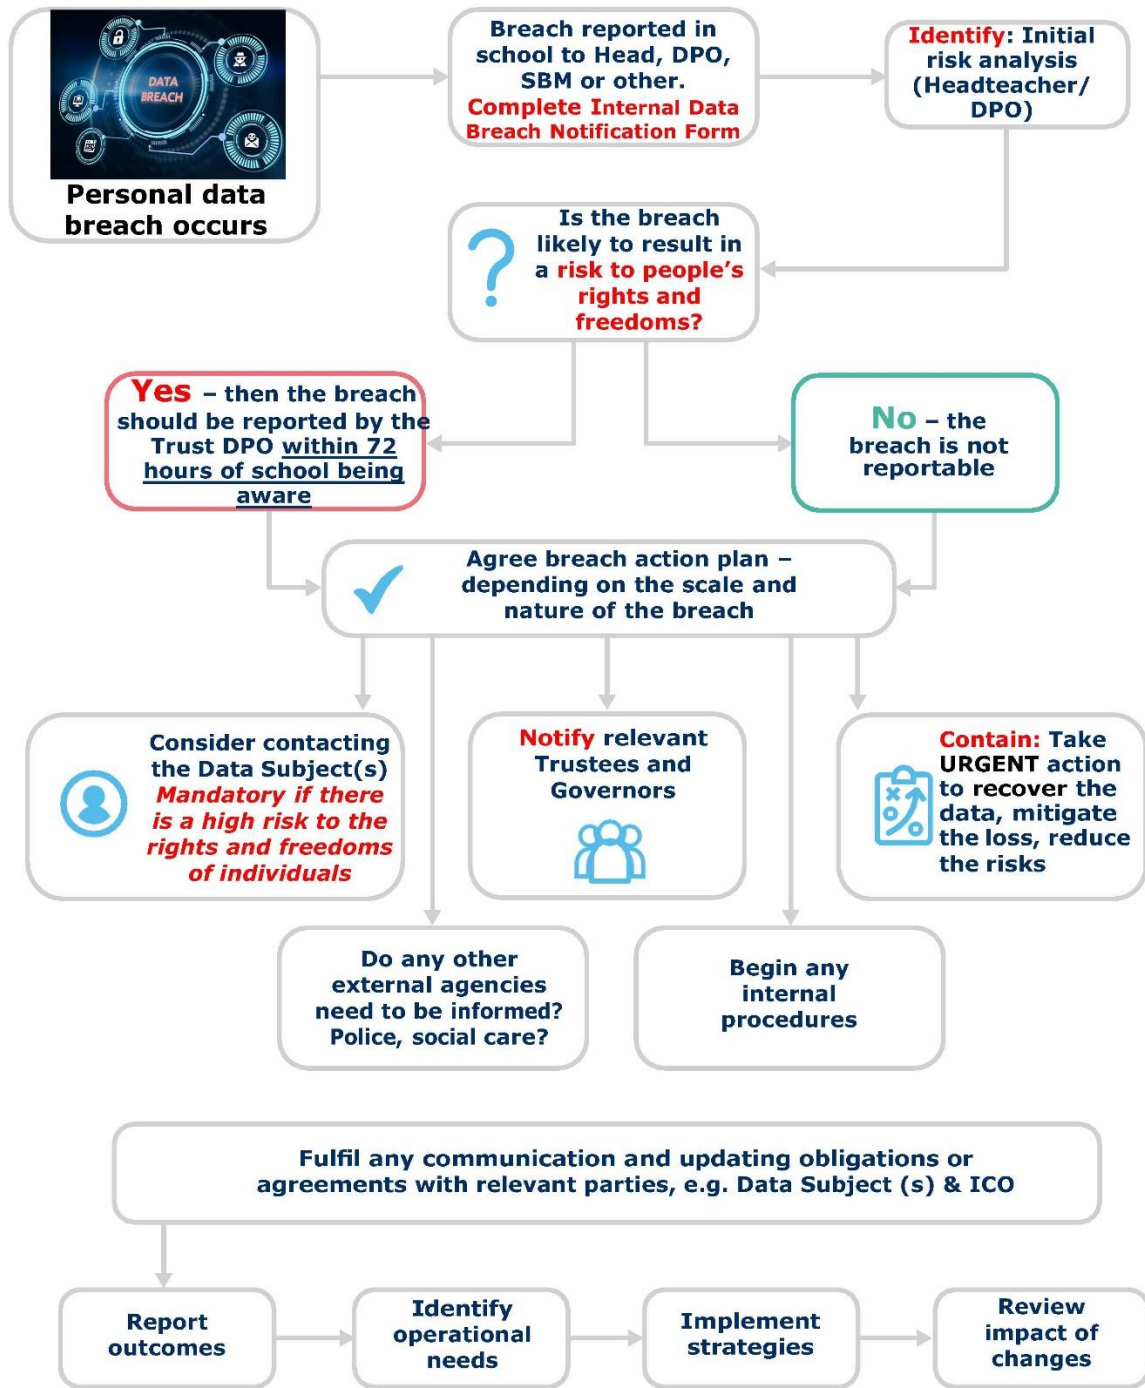 DATA
BREACH
Personal data
breach occurs
Breach reported in
school to Head, DPO,
SBM or other.
Complete Internal Data
Breach Notification Form
Identify: Initial
risk analysis
(Headteacher/
DPO)
Is the breach
likely to result in
a risk to people’s
rights and
freedoms?
Yes – then the breach
should be reported by the
Trust DPO within 72
hours of school being
aware
No – the
breach is not
reportable
Agree breach action plan –
depending on the scale and
nature of the breach
Consider contacting
the Data Subject(s)
Mandatory if there
is a high risk to the
rights and freedoms
of individuals
Notify relevant
Trustees and
Governors
Contain: Take
URGENT action
to recover the
data, mitigate
the loss, reduce
the risks
Do any other
external agencies
need to be informed?
Police, social care?
Begin any
internal
procedures
Fulfil any communication and updating obligations or
agreements with relevant parties, e.g. Data Subject (s) & ICO
Report
outcomes
Identify
operational
needs
Implement
strategies
Review
impact of
changes